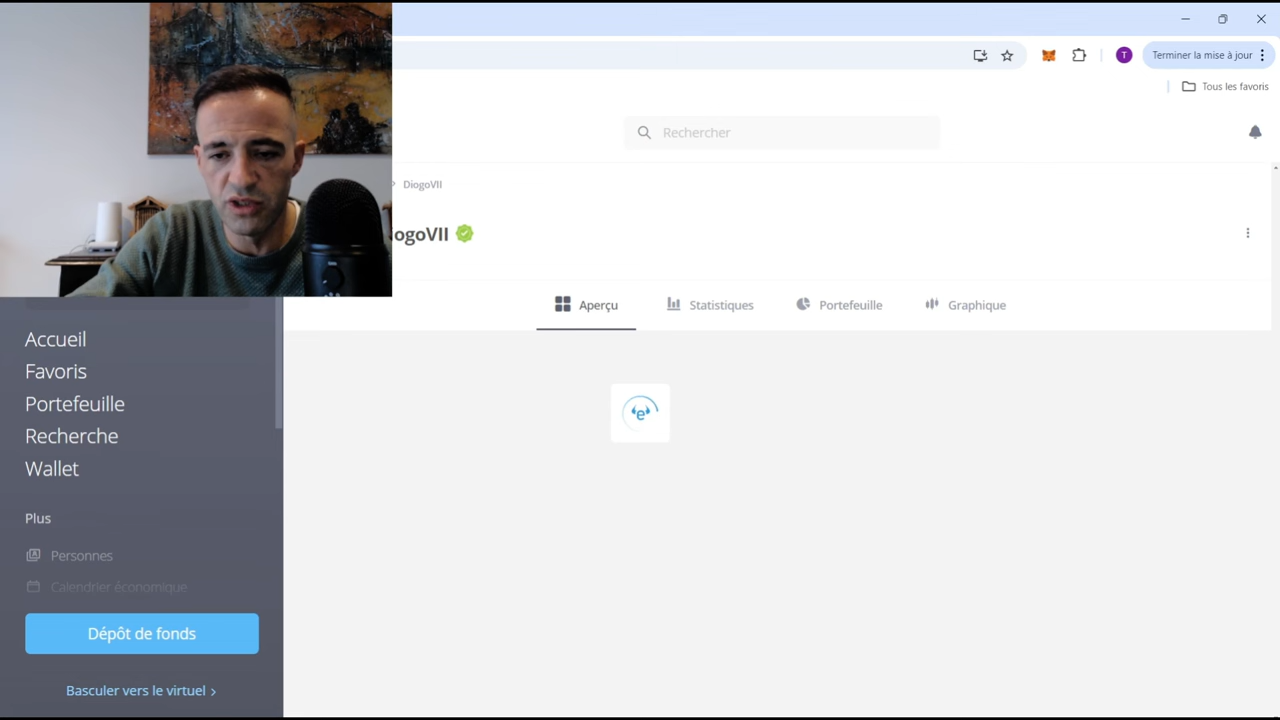 Terminer la mise à jour
Tous les favoris
Rechercher
DiogoVII
ogoVII
Aperçu
Statistiques
Portefeuille
Graphique
Accueil
Favoris
Portefeuille
Recherche
Wallet
Plus
Personnes
Calendrier économique
Dépôt de fonds
Basculer vers le virtuel
T
e